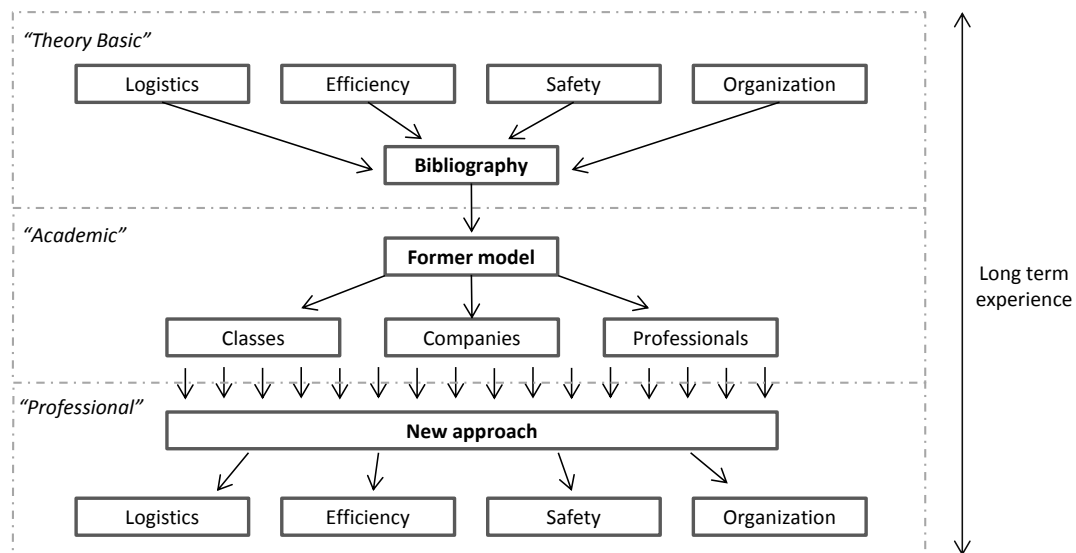 “Theory Basic”
Logistics
Efficiency
Safety
Organization
Bibliography
“Academic”
Former model
Long term
experience
Classes
Companies
Professionals
“Professional”
New approach
Logistics
Efficiency
Safety
Organization